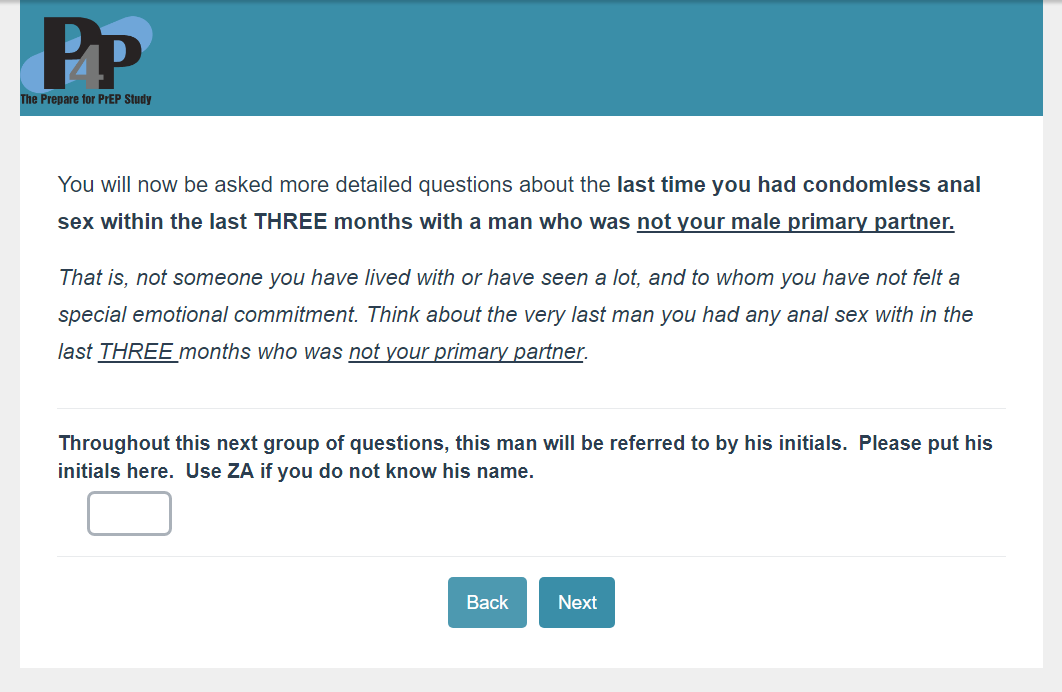 P4P
The Prepare for PrEP Study
You will now be asked more detailed questions about the last time you had condomless anal
sex within the last THREE months with a man who was not your male primary partner.
That is, not someone you have lived with or have seen a lot, and to whom you have not felt a
special emotional commitment. Think about the very last man you had any anal sex with in the
last THREE months who was not your primary partner.
Throughout this next group of questions, this man will be referred to by his initials. Please put his
initials here. Use ZA if you do not know his name.
Back Next